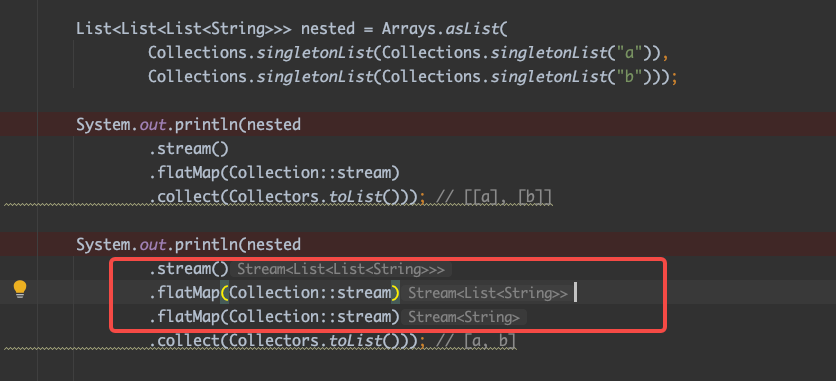 List<List<List<String>>> nested = Arrays.asList(
Collections.singletonList(Collections.singletonList("a")),
Collections.singletonList(Collections.singletonList("b")));
System.out.println(nested
.stream()
.flatMap(Collection::stream)
.collect(Collectors.toList())); // [[a], [b]]
System.out.println(nested
.stream() Stream<List<List<String>>>
.flatMap(Collection::stream) Stream<List<String>>
.flatMap(Collection::stream) Stream<String>
.collect(Collectors.toList())); // [a, b]